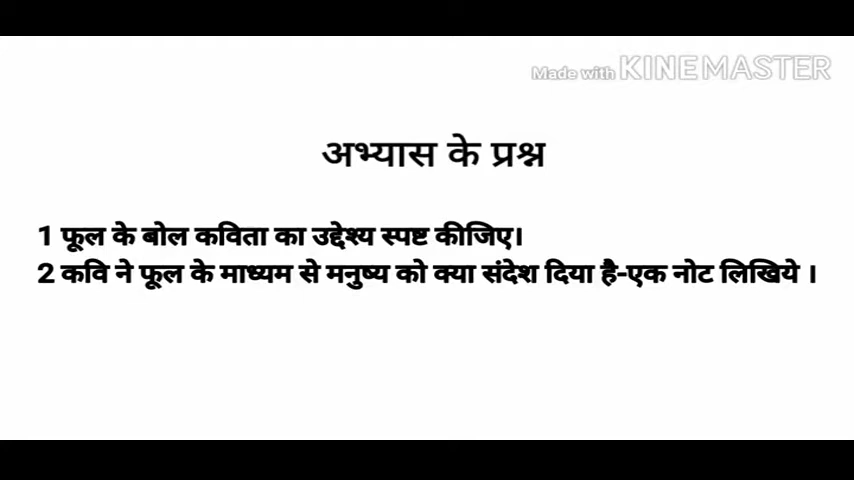 Made with KINEMASTER
अभ्यास के प्रश्न
1 फूल के बोल कविता का उद्देश्य स्पष्ट कीजिए।
2 कवि ने फूल के माध्यम से मनुष्य को क्या संदेश दिया है-एक नोट लिखिये ।